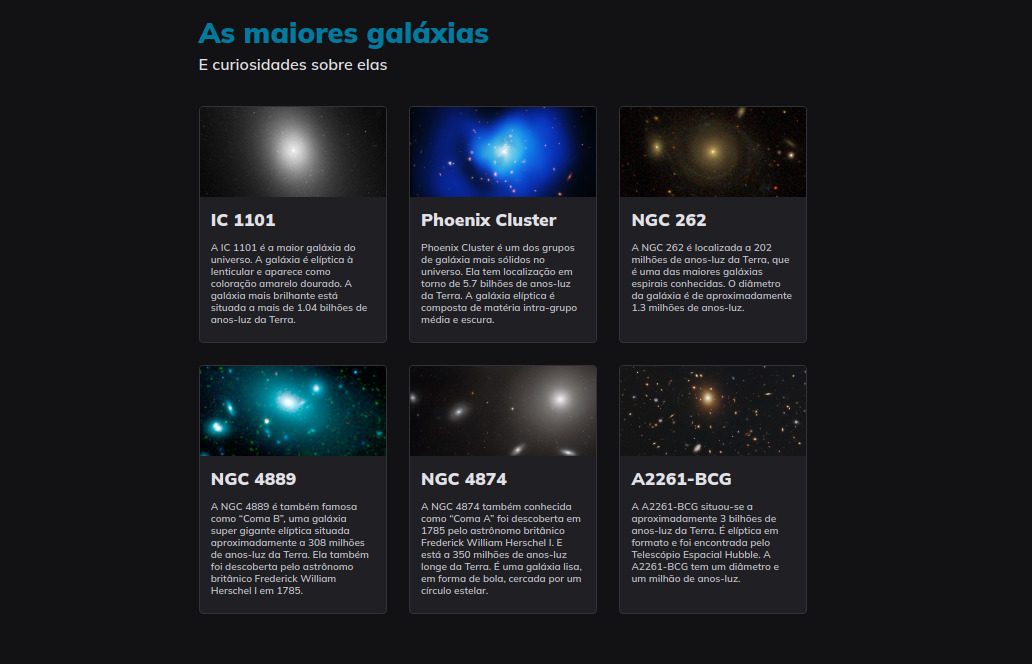 As maiores galáxias
E curiosidades sobre elas
IC 1101
A IC 1101 é a maior galáxia do
universo. A galáxia é elíptica à
lenticular e aparece como
coloração amarelo dourado. A
galáxia mais brilhante está
situada a mais de 1.04 bilhões de
anos-luz da Terra.
Phoenix Cluster
Phoenix Cluster é um dos grupos
de galáxia mais sólidos no
universo. Ela tem localização em
torno de 5.7 bilhões de anos-luz
da Terra. A galáxia elíptica é
composta de matéria intra-grupo
média e escura.
NGC 262
A NGC 262 é localizada a 202
milhões de anos-luz da Terra, que
é uma das maiores galáxias
espirais conhecidas. O diâmetro
da galáxia é de aproximadamente
1.3 milhões de anos-luz.
NGC 4889
A NGC 4889 é também famosa
como “Coma B”, uma galáxia
super gigante elíptica situada
aproximadamente a 308 milhões
de anos-luz da Terra. Ela também
foi descoberta pelo astrônomo
britânico Frederick William
Herschel I em 1785.
NGC 4874
A NGC 4874 também conhecida
como “Coma A” foi descoberta em
1785 pelo astrônomo britânico
Frederick William Herschel I. E
está a 350 milhões de anos-luz
longe da Terra. É uma galáxia lisa,
em forma de bola, cercada por um
círculo estelar.
A2261-BCG
A A2261-BCG situou-se a
aproximadamente 3 bilhões de
anos-luz da Terra. É elíptica em
formato e foi encontrada pelo
Telescópio Espacial Hubble. A
A2261-BCG tem um diâmetro e
um milhão de anos-luz.